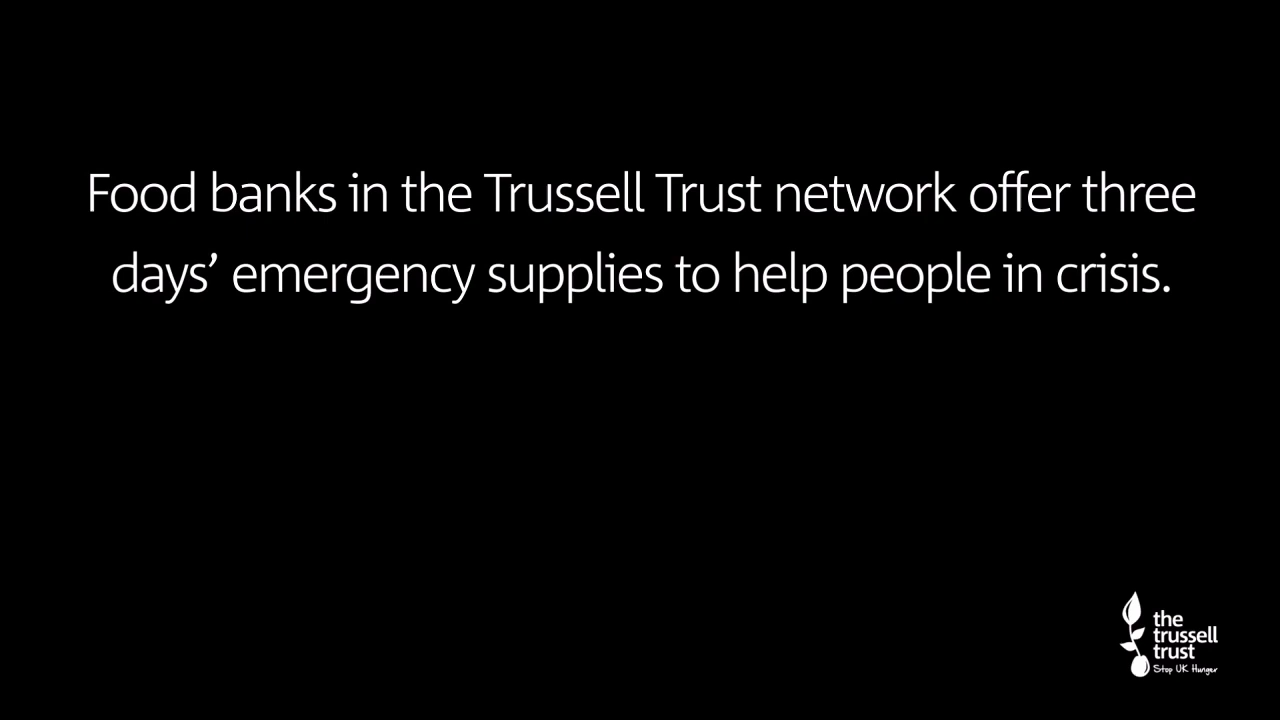 Food banks in the Trussell Trust network offer three
days’ emergency supplies to help people in crisis.
the
trussell
trust
Stop UK Hunger